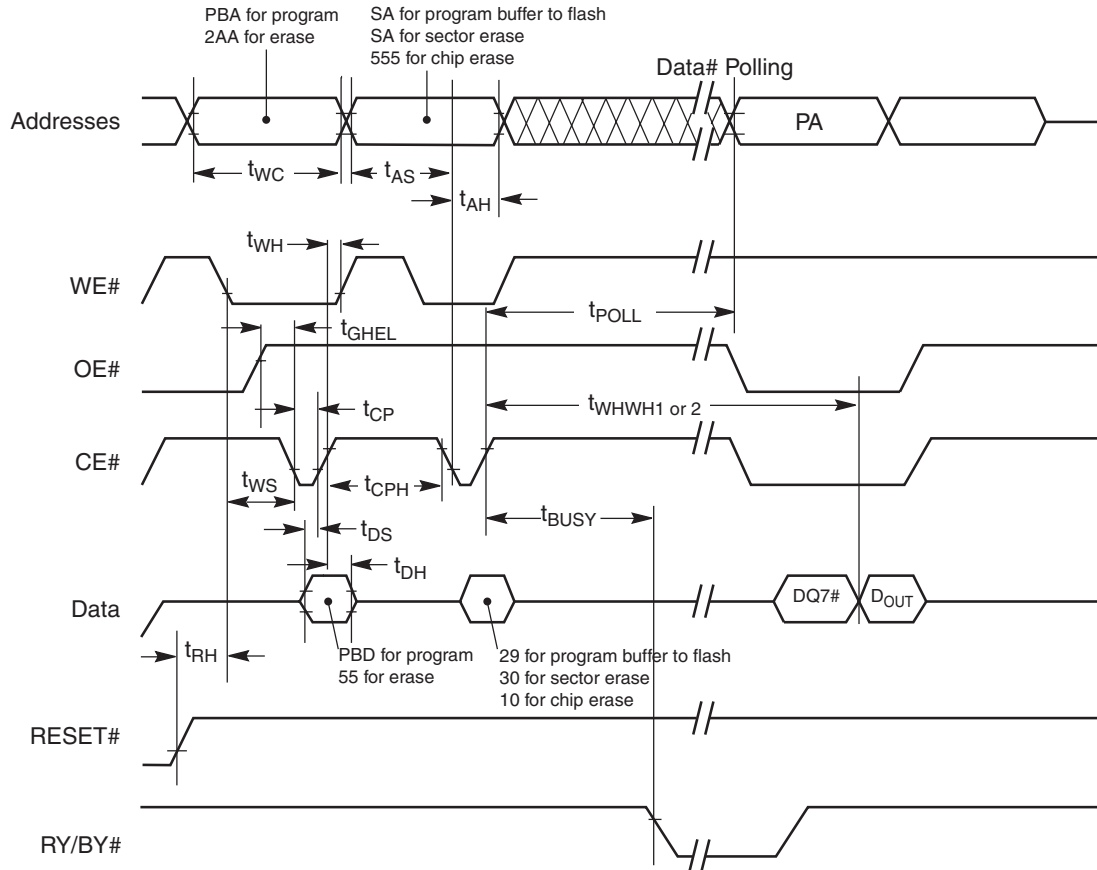 PBA for program
2AA for erase
SA for program buffer to flash
SA for sector erase
555 for chip erase
Data# Polling
Addresses
PA
tWC
tAS
tAH
tWH
WE#
tPOLL
tGHEL
OE#
tWHWH1 or 2
tCP
CE#
tWS
tCPH
tBUSY
tDS
tDH
Data
DQ7#
DOUT
tRH
PBD for program
55 for erase
29 for program buffer to flash
30 for sector erase
10 for chip erase
RESET#
RY/BY#